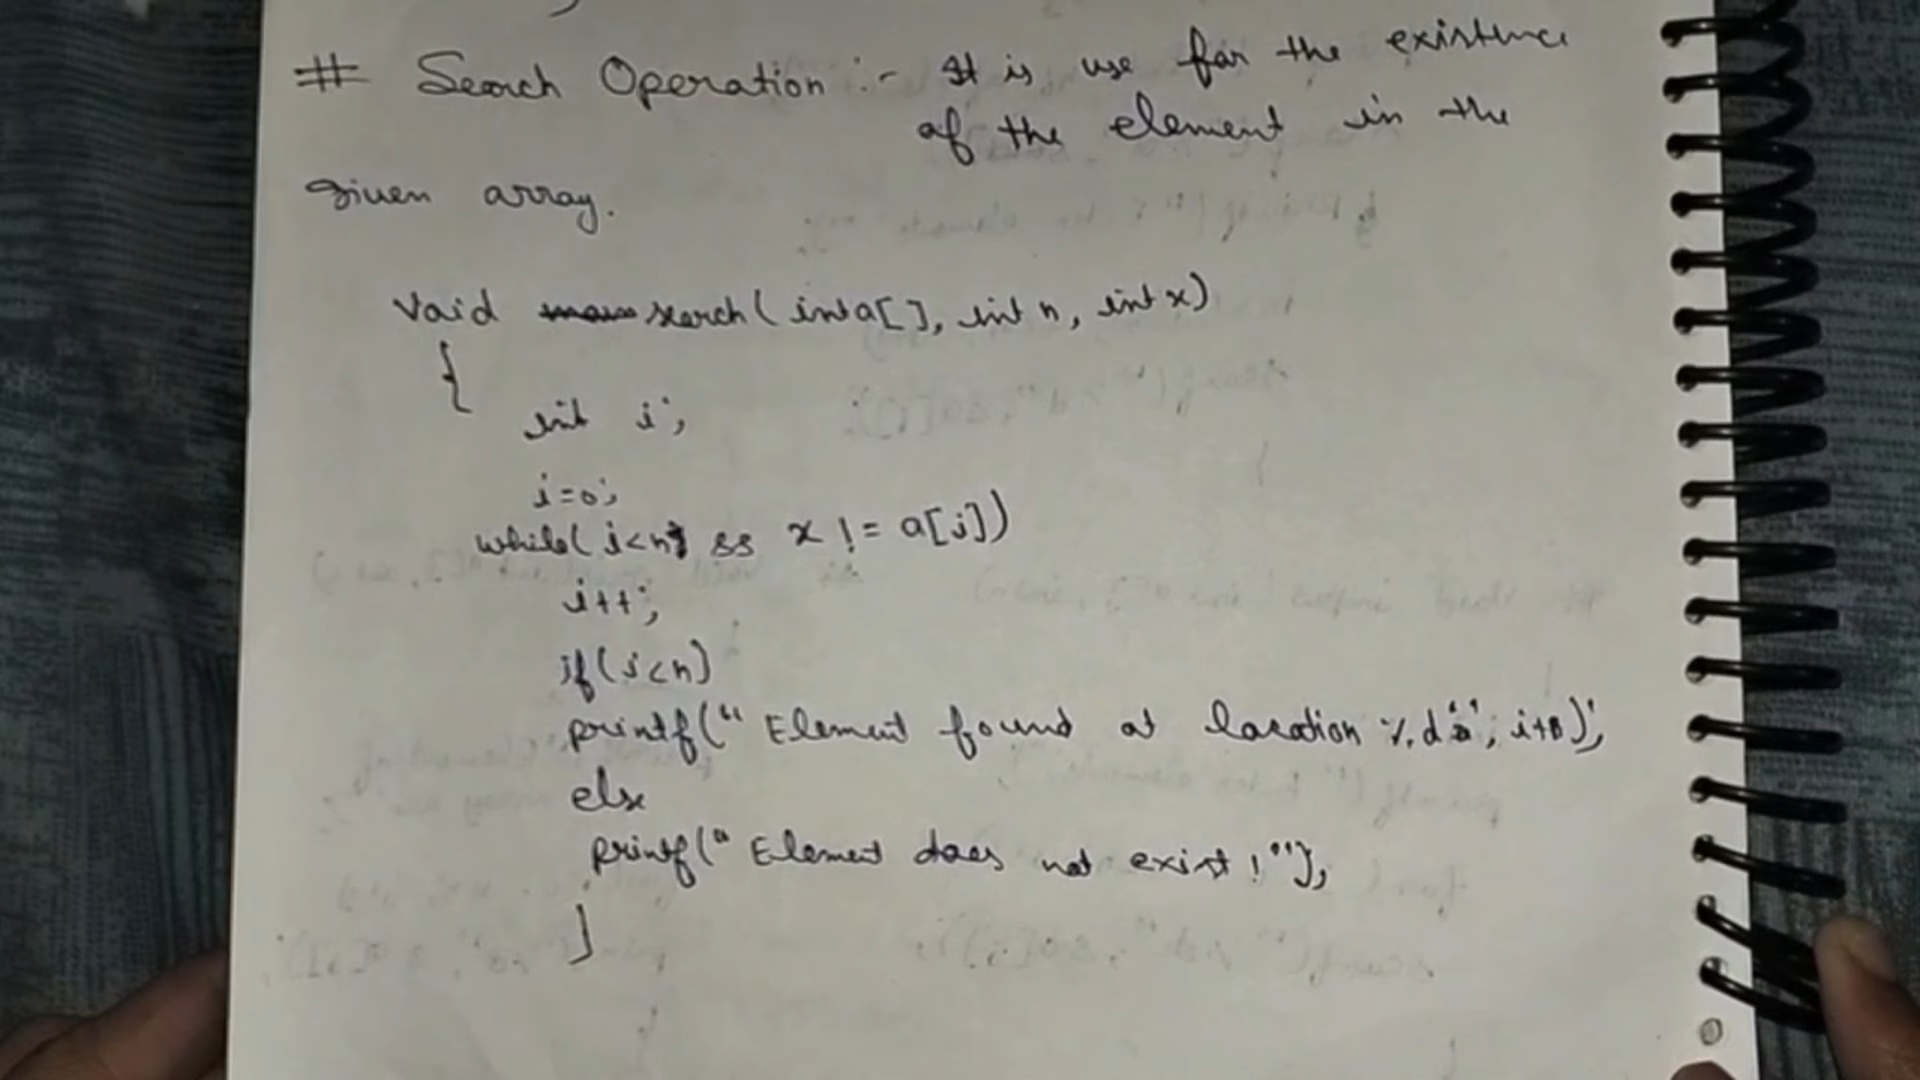 # Search Operation :- It is use for the existence
of the element in the
given array.
Void search( int a[ ], int n, int x)
{
int i;
i=0;
while( i<n && x != a[i])
i++;
if(i<n)
printf(" Element found at location %d", i+1);
else
printf(" Element does not exist !");
}